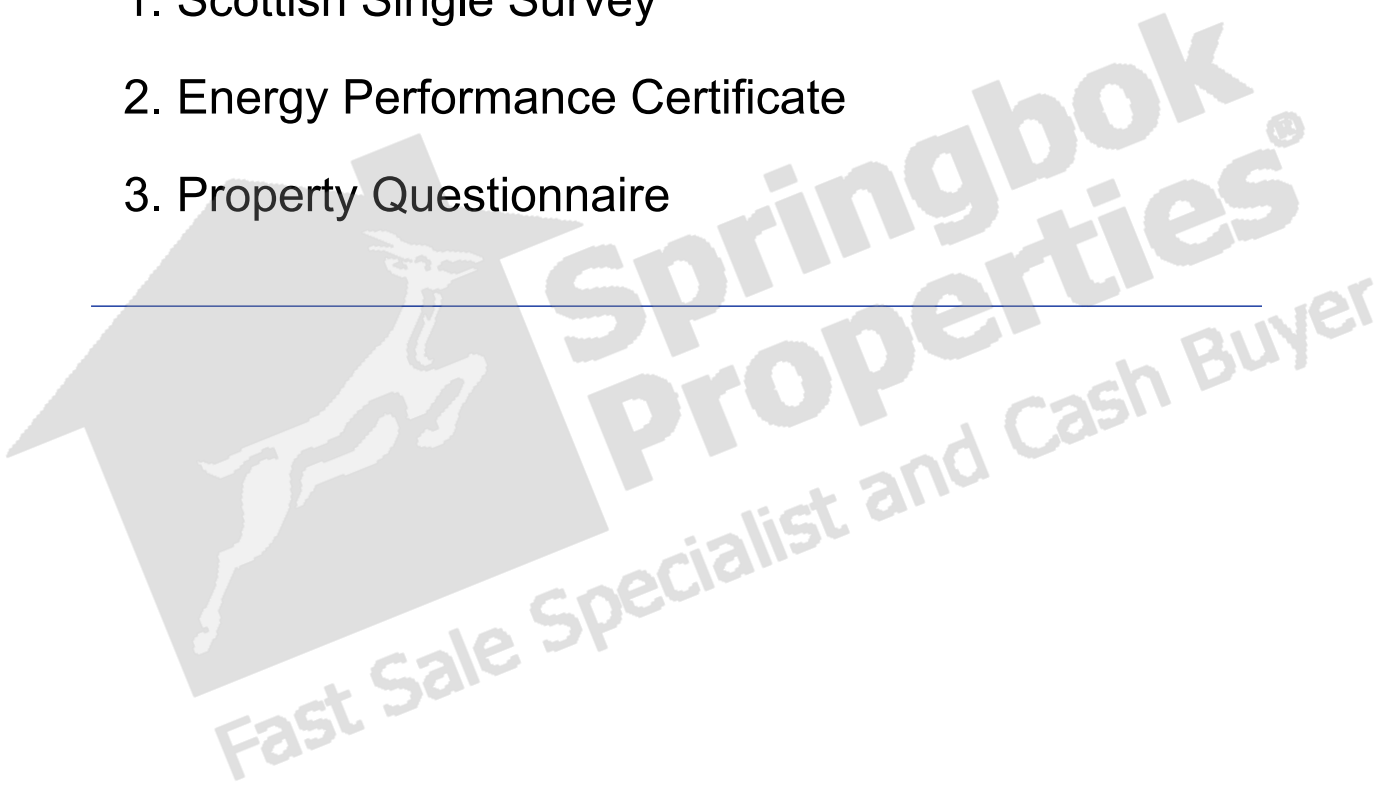 1. Scottish Single Survey
2. Energy Performance Certificate
3. Property Questionnaire
Springbok
Properties®
Fast Sale Specialist and Cash Buyer